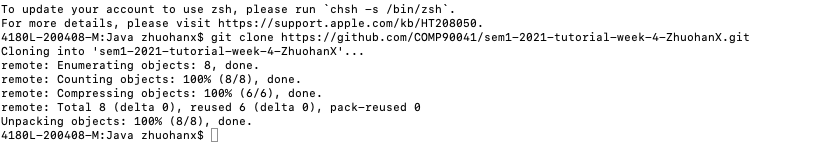 To update your account to use zsh, please run `chsh -s /bin/zsh`.
For more details, please visit https://support.apple.com/kb/HT208050.
4180L-200408-M:Java zhuohanx$ git clone https://github.com/COMP90041/sem1-2021-tutorial-week-4-ZhuohanX.git
Cloning into 'sem1-2021-tutorial-week-4-ZhuohanX'...
remote: Enumerating objects: 8, done.
remote: Counting objects: 100% (8/8), done.
remote: Compressing objects: 100% (6/6), done.
remote: Total 8 (delta 0), reused 6 (delta 0), pack-reused 0
Unpacking objects: 100% (8/8), done.
4180L-200408-M:Java zhuohanx$